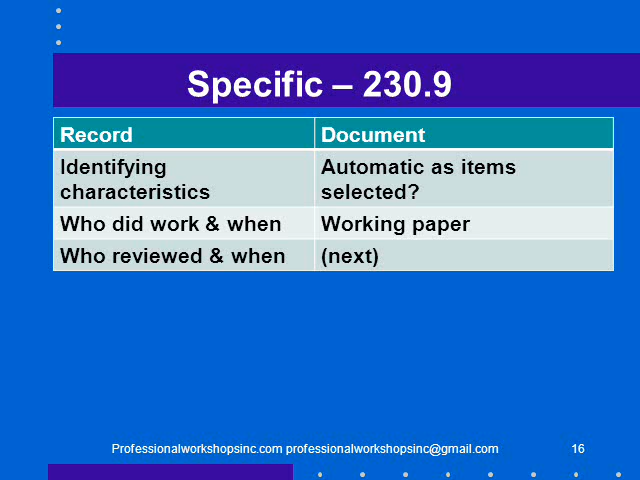 Specific – 230.9
Record Document
Identifying Automatic as items
characteristics selected?
Who did work & when Working paper
Who reviewed & when (next)
Professionalworkshopsinc.com professionalworkshopsinc@gmail.com 16